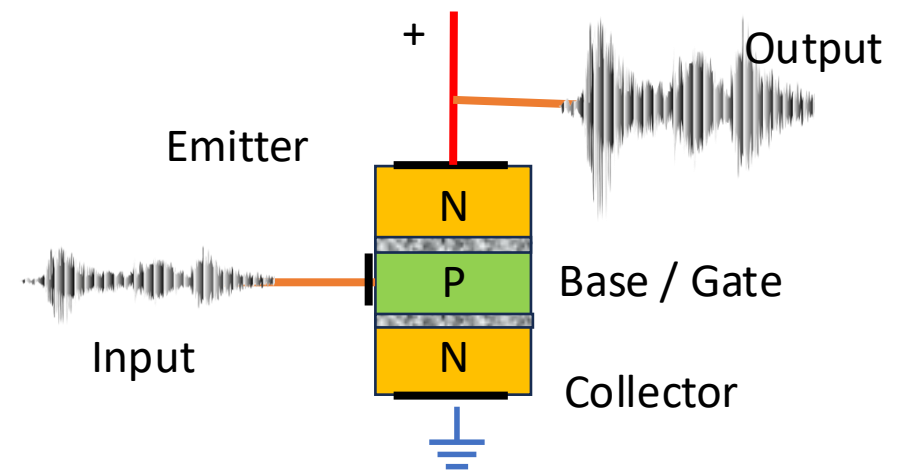 +
Output
Emitter
N
P
Base / Gate
Input
N
Collector